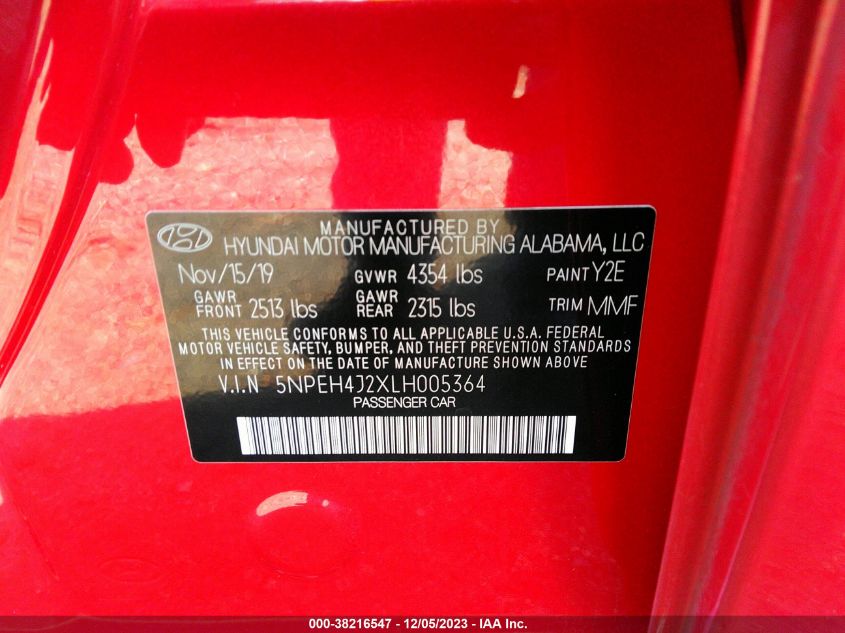 MANUFACTURED BY
HYUNDAI MOTOR MANUFACTURING ALABAMA, LLC
Nov/15/19 GVWR 4354 lbs PAINT Y2E
GAWR FRONT 2513 lbs GAWR REAR 2315 lbs TRIM MMF
THIS VEHICLE CONFORMS TO ALL APPLICABLE U.S.A. FEDERAL
MOTOR VEHICLE SAFETY, BUMPER, AND THEFT PREVENTION STANDARDS
IN EFFECT ON THE DATE OF MANUFACTURE SHOWN ABOVE
V.I.N 5NPEH4J2XLH005364
PASSENGER CAR
000-38216547 - 12/05/2023 - IAA Inc.